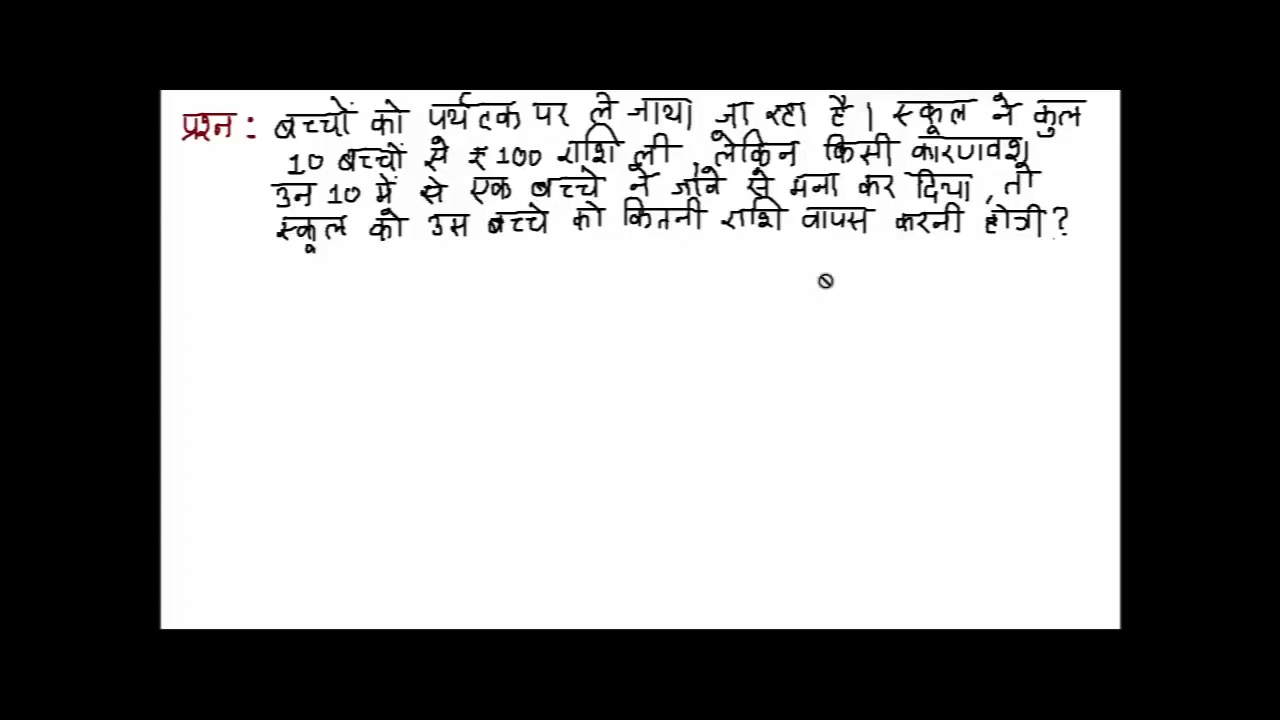 प्रश्न : बच्चों को पर्यटक पर ले जाया जा रहा है। स्कूल ने कुल
10 बच्चों से ₹100 राशि ली, लेकिन किसी कारणवश
उन 10 में से एक बच्चे ने जाने से मना कर दिया, तो
स्कूल को उस बच्चे को कितनी राशि वापस करनी होगी?